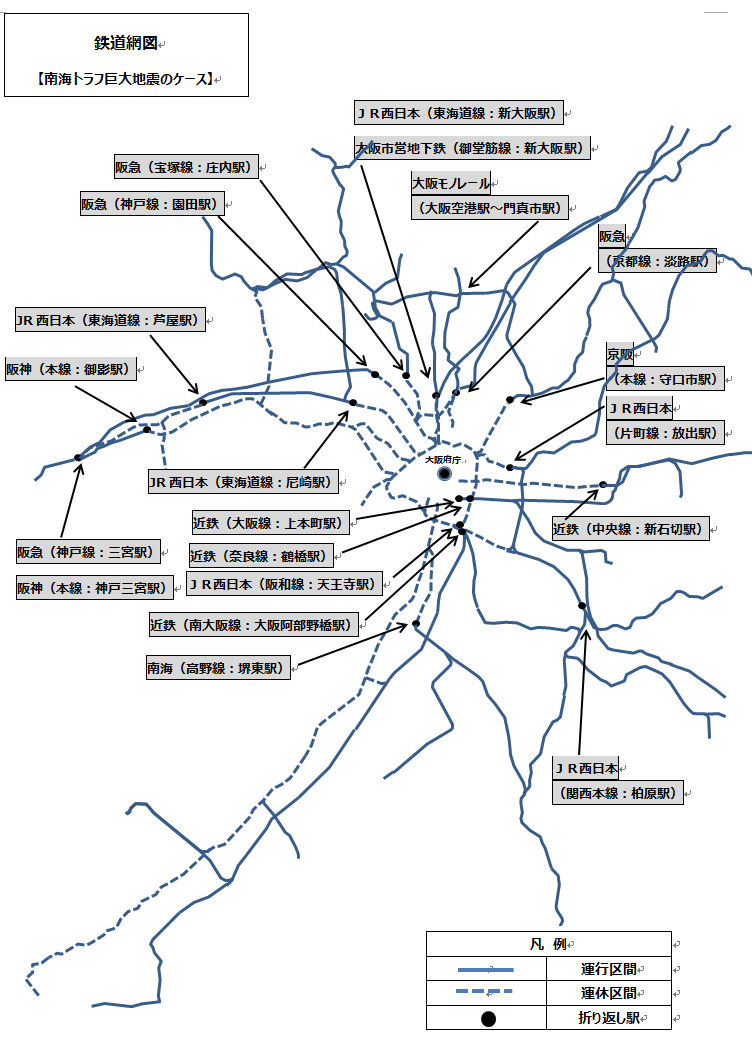 鉄道網図
【南海トラフ巨大地震のケース】
ＪＲ西日本（東海道線：新大阪駅）
大阪市営地下鉄（御堂筋線：新大阪駅）
阪急（宝塚線：庄内駅）
大阪モノレール
（大阪空港駅～門真市駅）
阪急（神戸線：園田駅）
阪急
（京都線：淡路駅）
JR西日本（東海道線：芦屋駅）
阪神（本線：御影駅）
京阪
（本線：守口市駅）
ＪＲ西日本
（片町線：放出駅）
大阪府庁
JR西日本（東海道線：尼崎駅）
近鉄（大阪線：上本町駅）
近鉄（中央線：新石切駅）
阪急（神戸線：三宮駅）
近鉄（奈良線：鶴橋駅）
阪神（本線：神戸三宮駅）
ＪＲ西日本（阪和線：天王寺駅）
近鉄（南大阪線：大阪阿部野橋駅）
南海（高野線：堺東駅）
ＪＲ西日本
（関西本線：柏原駅）
凡 例
運行区間
運休区間
折り返し駅